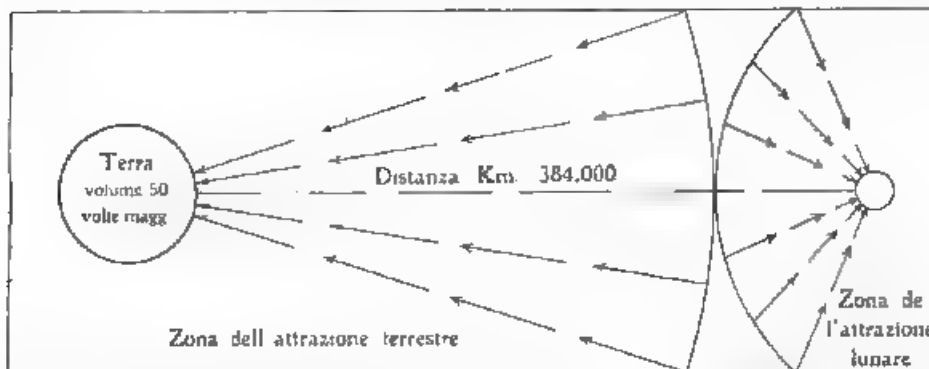 Terra
volume 50
volte magg
Distanza Km. 384,000
Zona dell attrazione terrestre
Zona de
l'attrazione
lunare